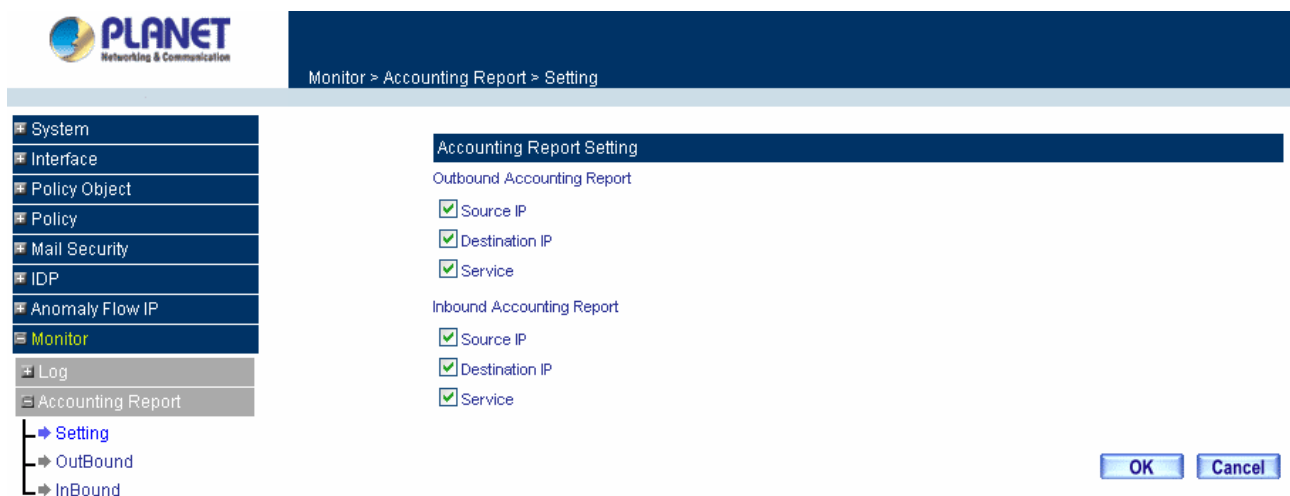 PLANET
Networking & Communication
Monitor > Accounting Report > Setting
System
Interface
Policy Object
Policy
Mail Security
IDP
Anomaly Flow IP
Monitor
Log
Accounting Report
Setting
OutBound
InBound
Accounting Report Setting
Outbound Accounting Report
Source IP
Destination IP
Service
Inbound Accounting Report
Source IP
Destination IP
Service
OK
Cancel